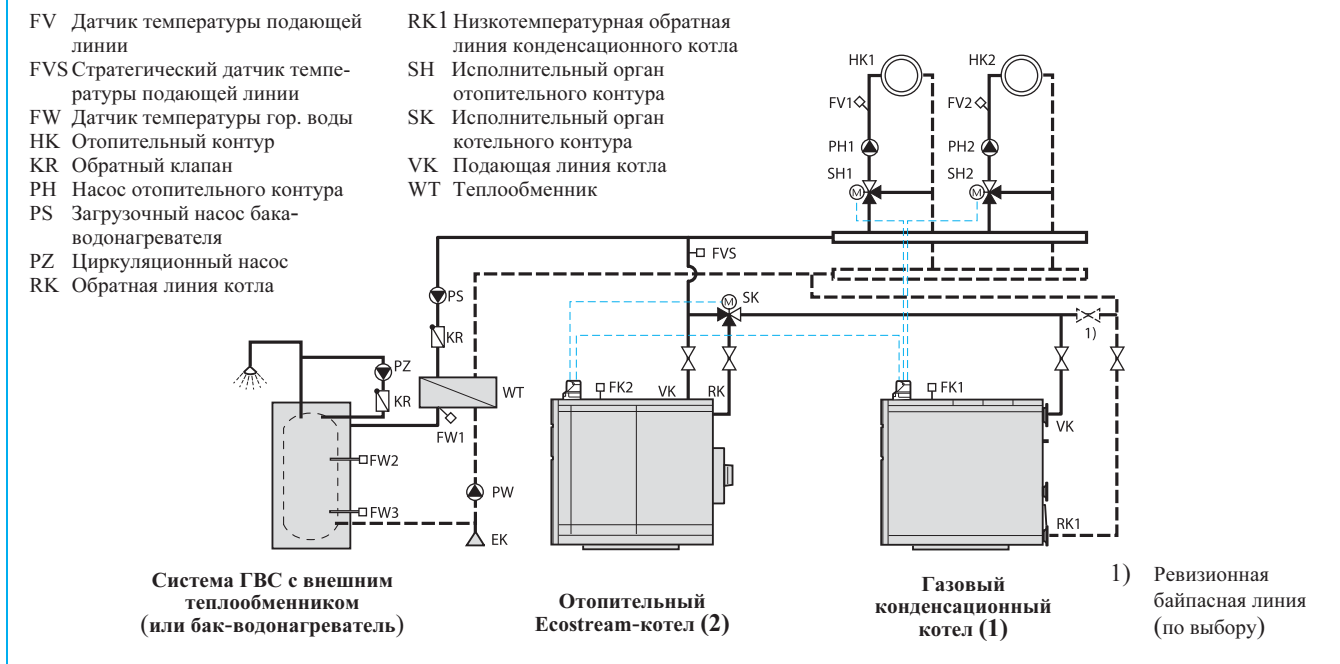 FV Датчик температуры подающей
линии
FVS Стратегический датчик темпе-
ратуры подающей линии
FW Датчик температуры гор. воды
HK Отопительный контур
KR Обратный клапан
PH Насос отопительного контура
PS Загрузочный насос бака-
водонагревателя
PZ Циркуляционный насос
RK Обратная линия котла
RK1 Низкотемпературная обратная
линия конденсационного котла
SH Исполнительный орган
отопительного контура
SK Исполнительный орган
котельного контура
VK Подающая линия котла
WT Теплообменник
HK1
HK2
FV1
FV2
PH1
PH2
SH1
SH2
M
M
FVS
PS
M
SK
KR
1)
PZ
KR
WT
FK2
VK
RK
FK1
VK
FW1
FW2
PW
FW3
EK
RK1
Система ГВС с внешним
теплообменником
(или бак-водонагреватель)
Отопительный
Ecostream-котел (2)
Газовый
конденсационный
котел (1)
1) Ревизионная
байпасная линия
(по выбору)